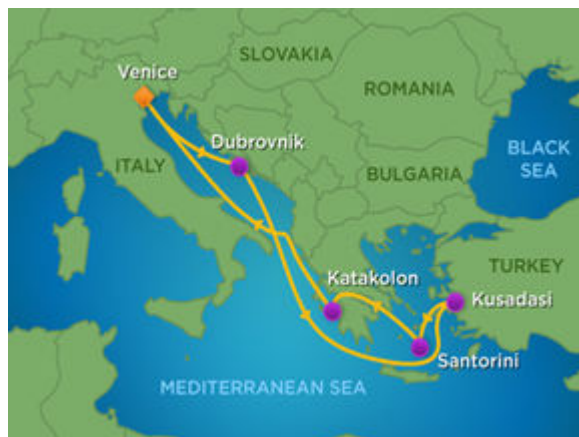 SLOVAKIA
Venice
ROMANIA
Dubrovnik
BLACK
SEA
ITALY
BULGARIA
TURKEY
Katakolon
Kusadasi
Santorini
MEDITERRANEAN SEA